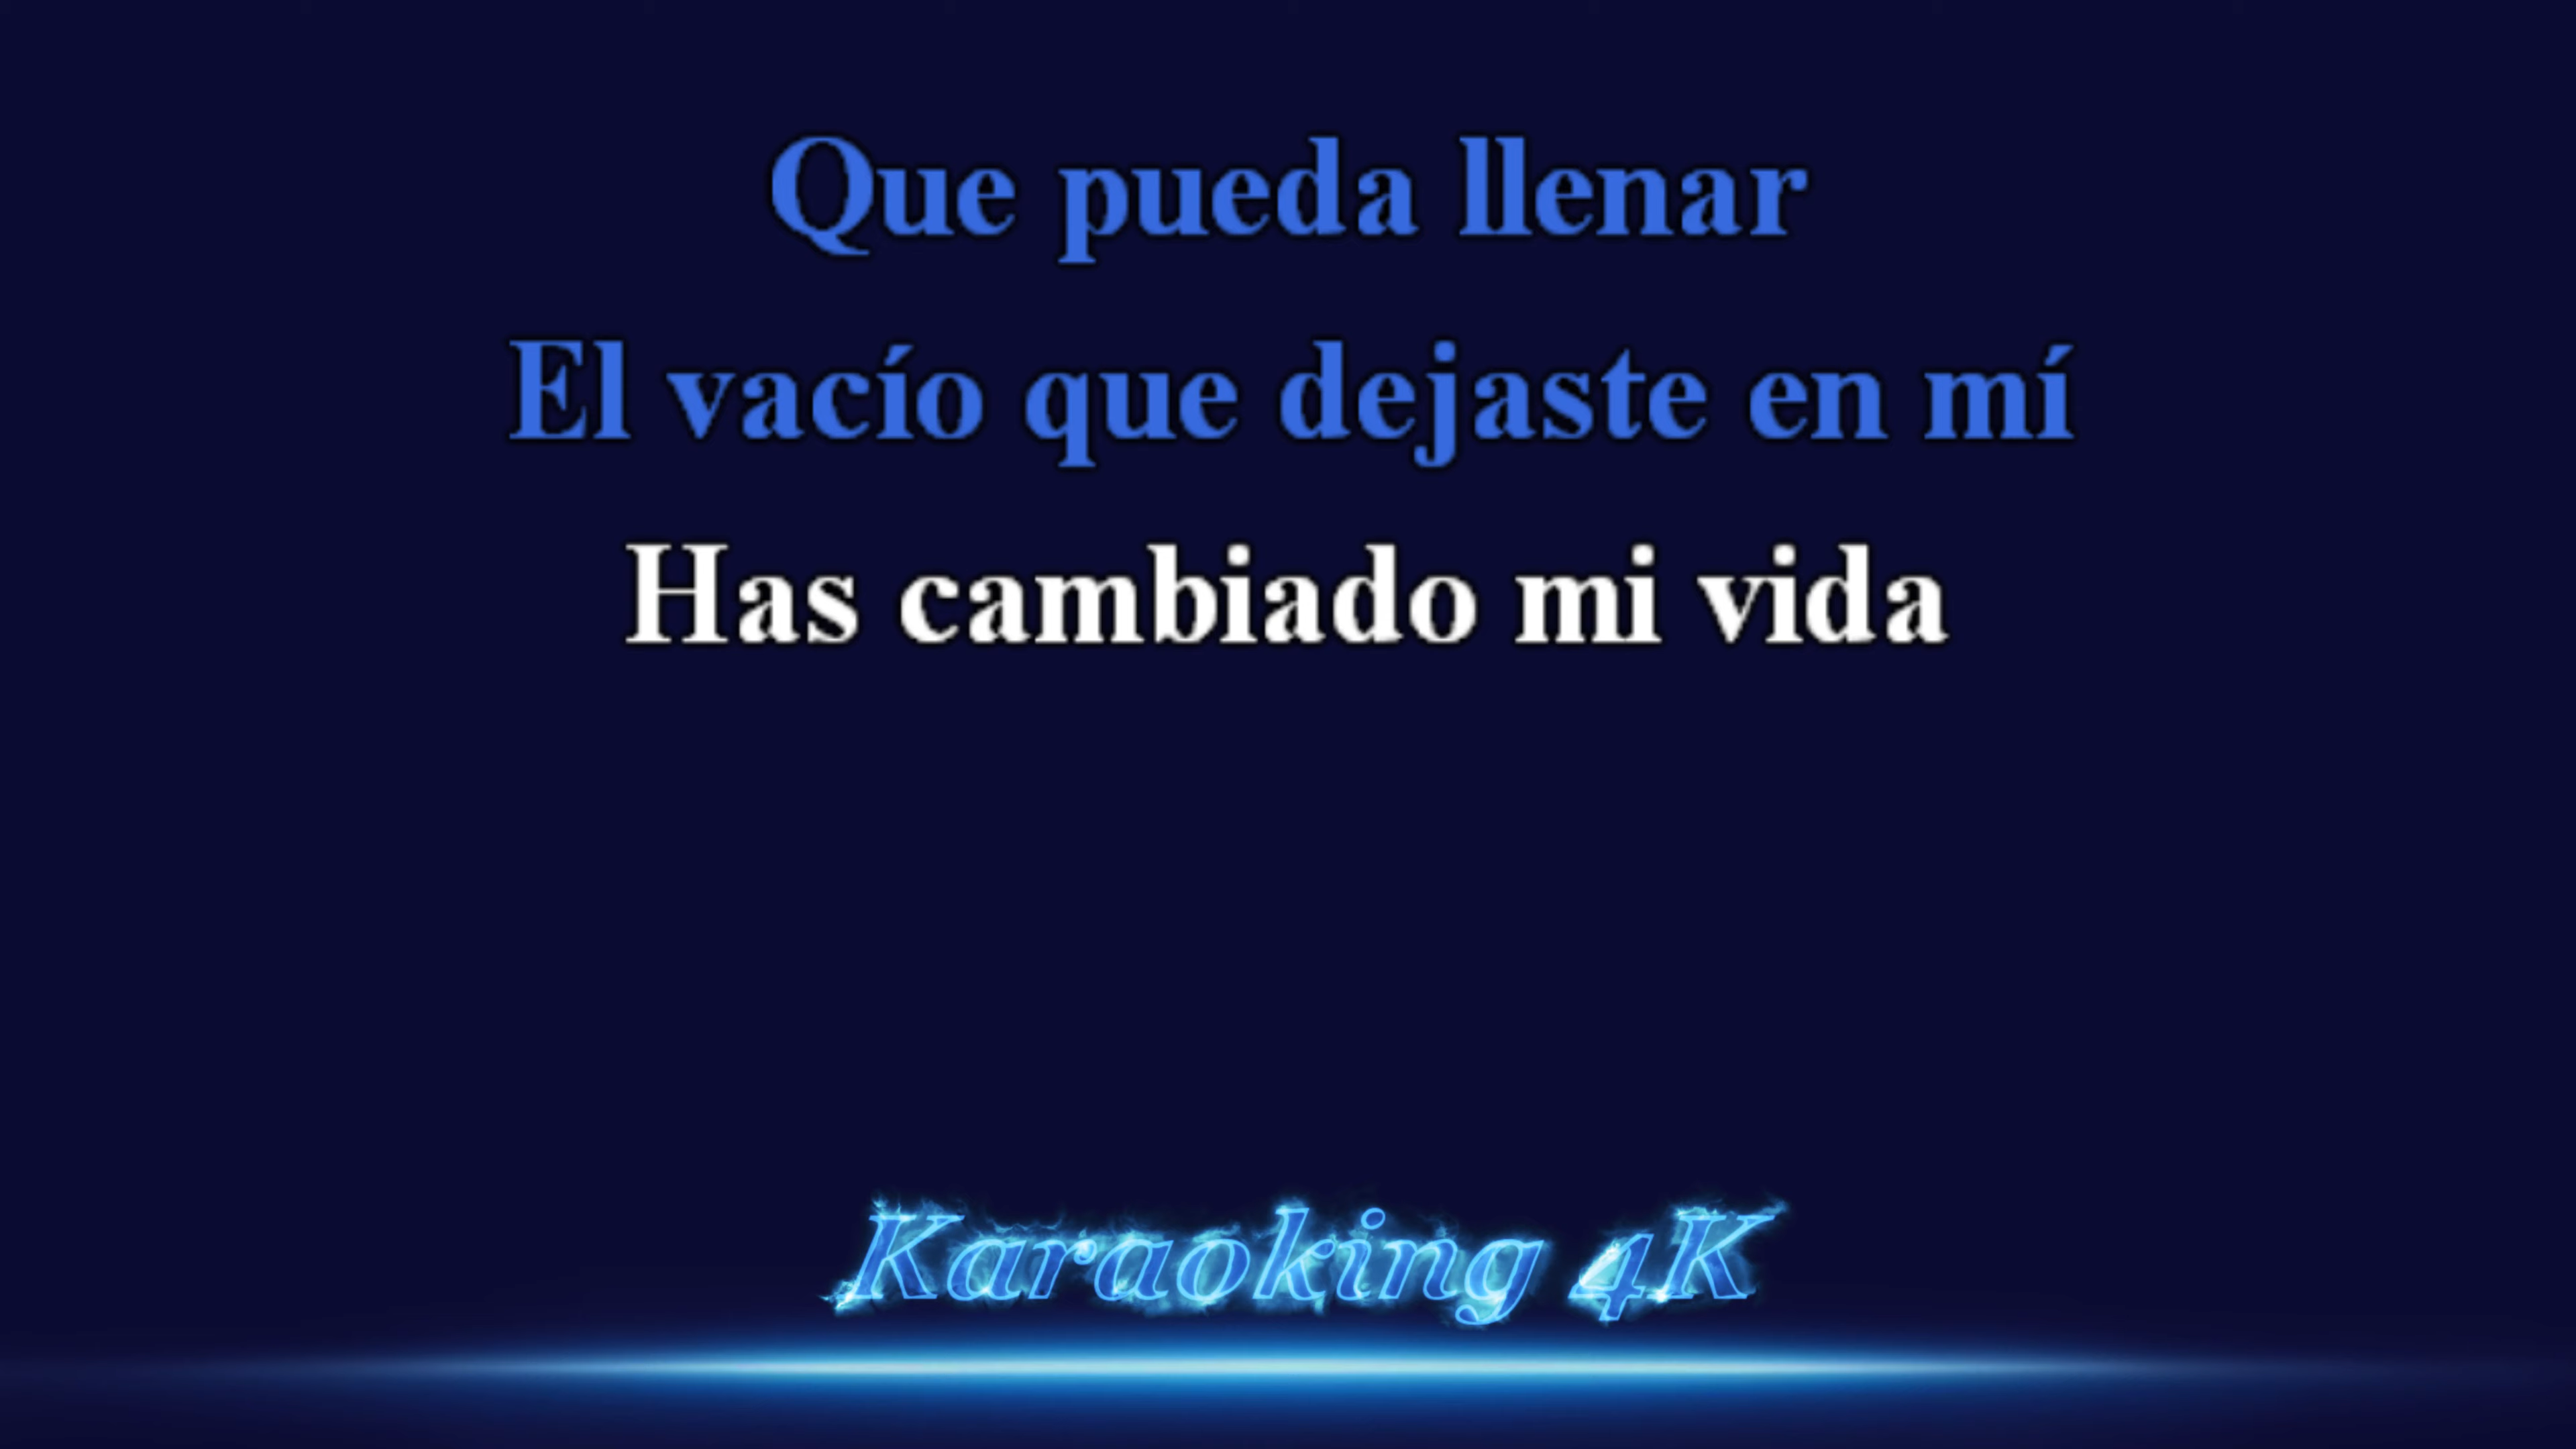 Que pueda llenar
El vacío que dejaste en mí
Has cambiado mi vida
Karaoking 4K